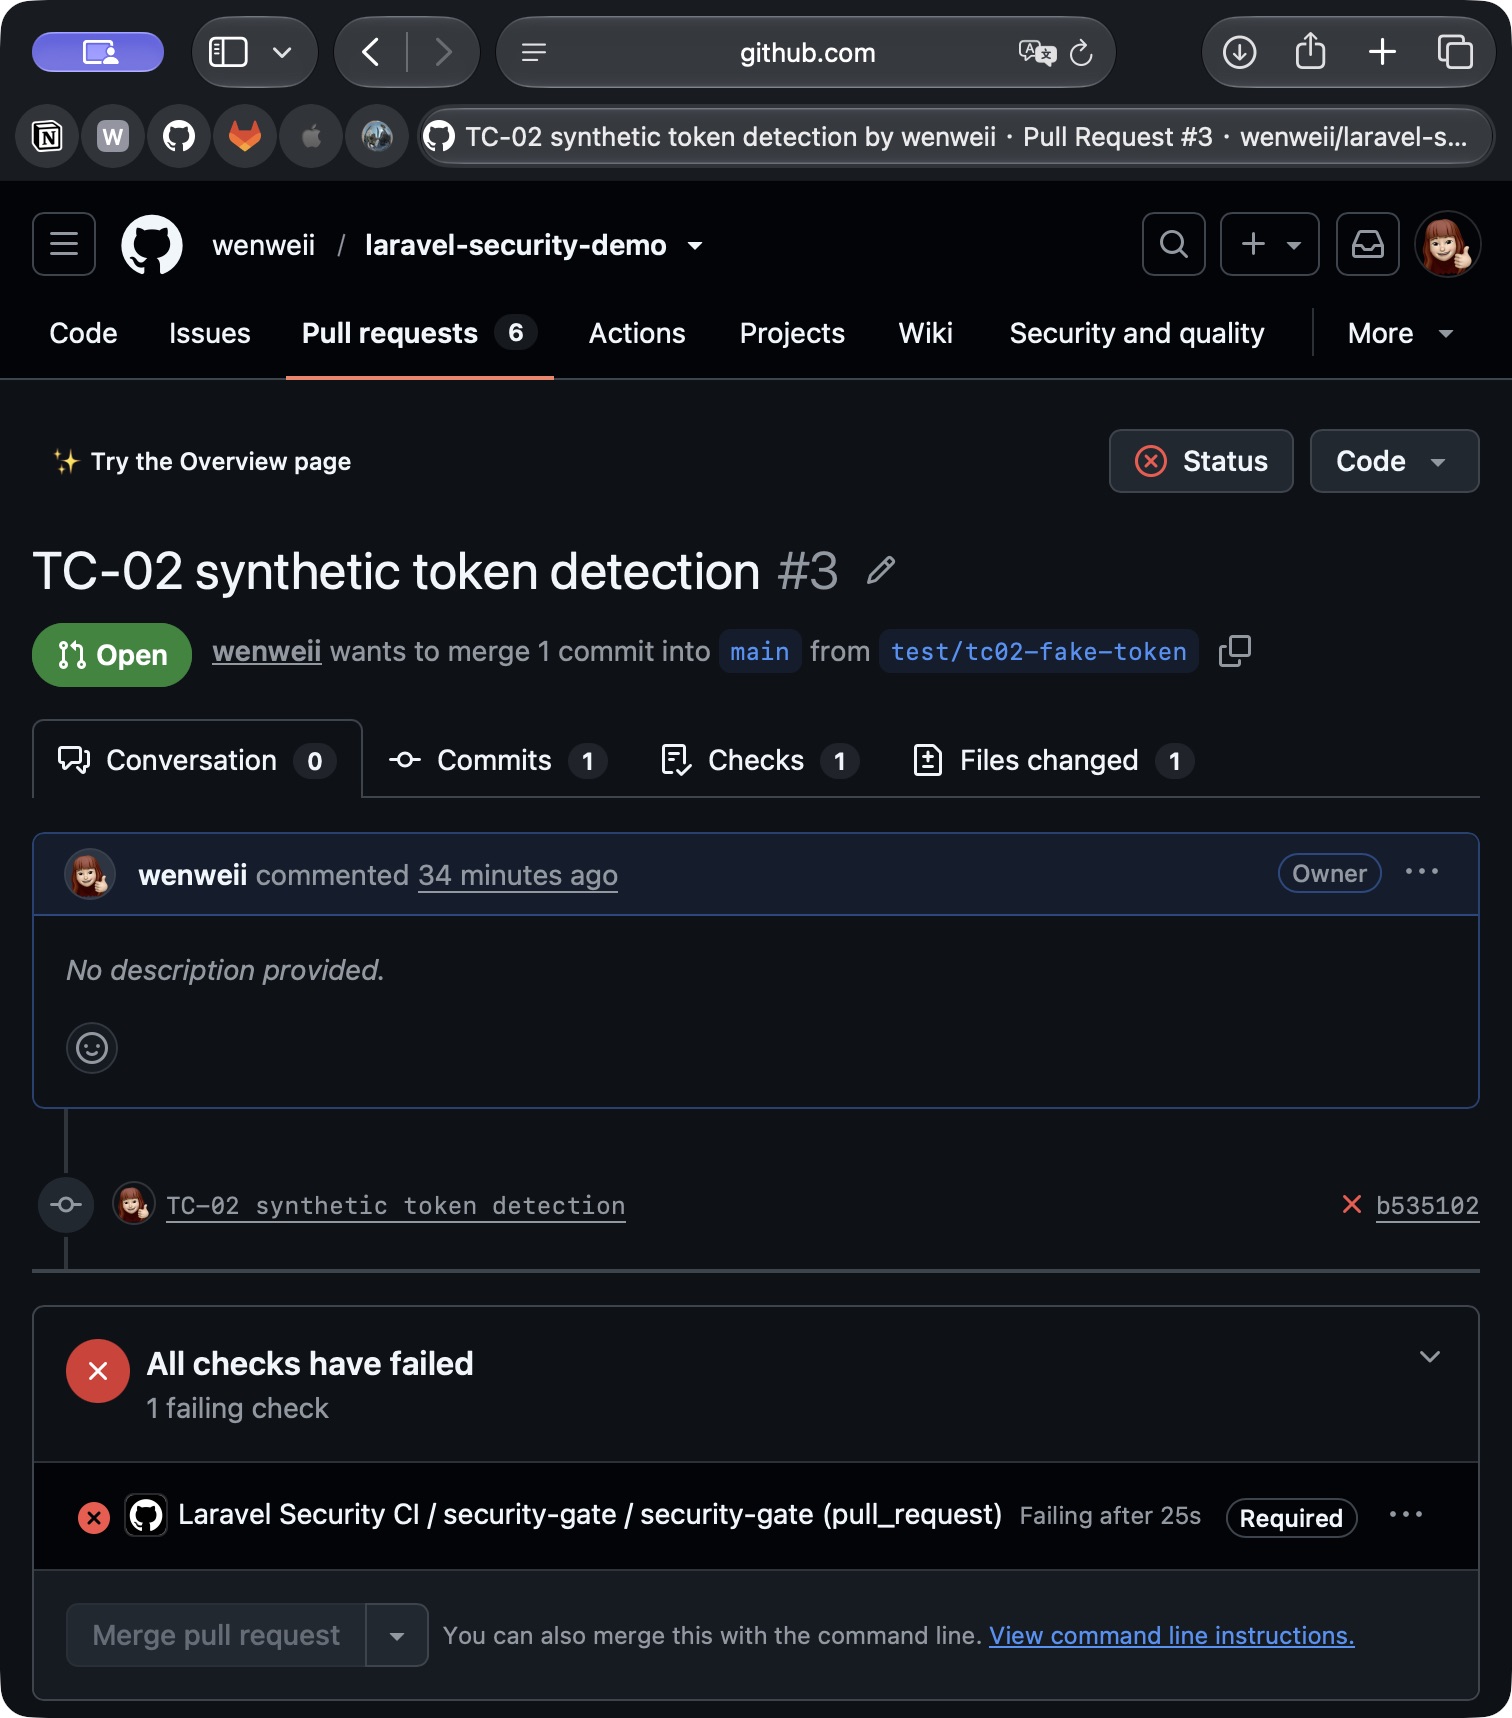 github.com
W
TC-02 synthetic token detection by wenweii · Pull Request #3 · wenweii/laravel-s...
wenweii / laravel-security-demo
Code Issues Pull requests 6 Actions Projects Wiki Security and quality More
Try the Overview page
Status Code
TC-02 synthetic token detection #3
Open wenweii wants to merge 1 commit into main from test/tc02-fake-token
Conversation 0 Commits 1 Checks 1 Files changed 1
wenweii commented 34 minutes ago Owner
No description provided.
TC-02 synthetic token detection b535102
All checks have failed
1 failing check
Laravel Security CI / security-gate / security-gate (pull_request) Failing after 25s Required
Merge pull request You can also merge this with the command line. View command line instructions.